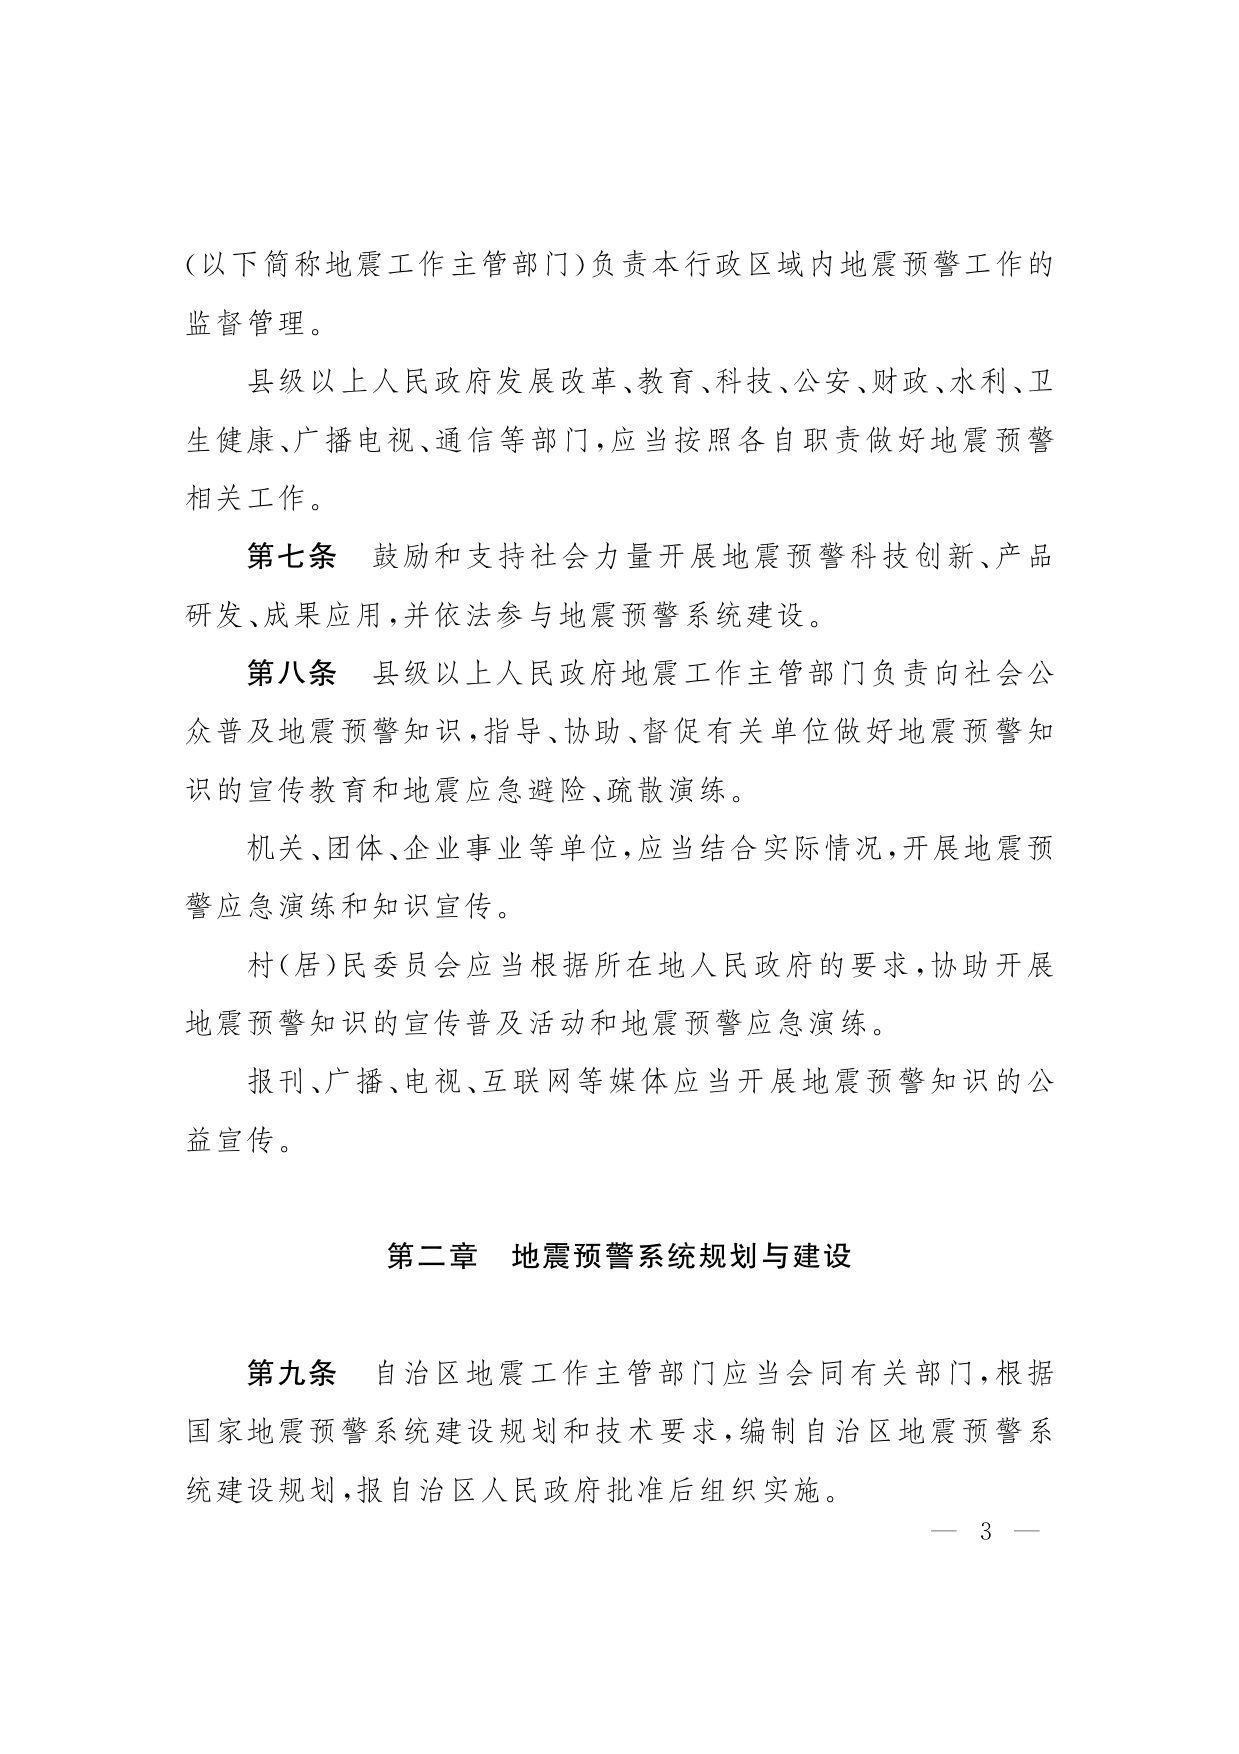 (以下简称地震工作主管部门)负责本行政区域内地震预警工作的
监督管理。
县级以上人民政府发展改革、教育、科技、公安、财政、水利、卫
生健康、广播电视、通信等部门,应当按照各自职责做好地震预警
相关工作。
第七条　鼓励和支持社会力量开展地震预警科技创新、产品
研发、成果应用,并依法参与地震预警系统建设。
第八条　县级以上人民政府地震工作主管部门负责向社会公
众普及地震预警知识,指导、协助、督促有关单位做好地震预警知
识的宣传教育和地震应急避险、疏散演练。
机关、团体、企业事业等单位,应当结合实际情况,开展地震预
警应急演练和知识宣传。
村(居)民委员会应当根据所在地人民政府的要求,协助开展
地震预警知识的宣传普及活动和地震预警应急演练。
报刊、广播、电视、互联网等媒体应当开展地震预警知识的公
益宣传。
第二章　地震预警系统规划与建设
第九条　自治区地震工作主管部门应当会同有关部门,根据
国家地震预警系统建设规划和技术要求,编制自治区地震预警系
统建设规划,报自治区人民政府批准后组织实施。
— 3 —